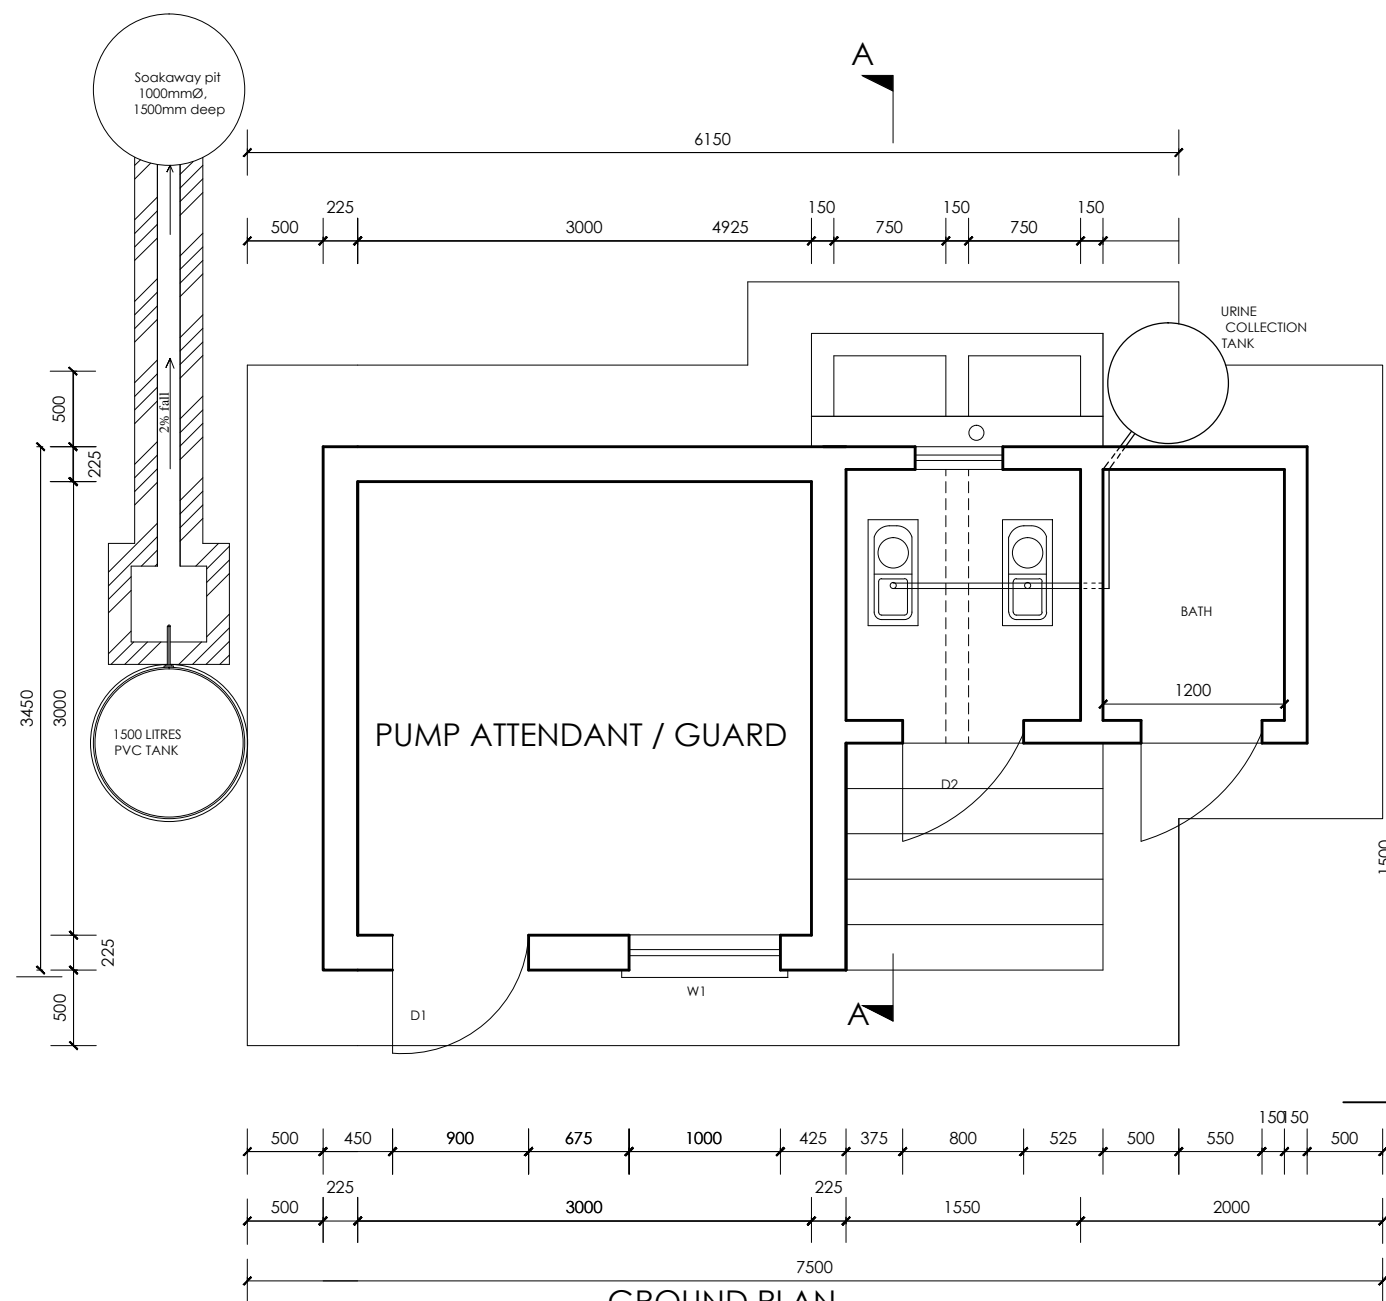 A
Soakaway pit
1000mmØ,
1500mm deep
6150
225 150 150 150
500 3000 4925 750 750
URINE
COLLECTION
TANK
500
2% fall
225
BATH
1200
3450
3000
1500 LITRES
PVC TANK
PUMP ATTENDANT / GUARD
D2
1500
225
W1
500
D1
A
150 150
500 450 900 675 1000 425 375 800 525 500 550 500
225 225
500 3000 1550 2000
7500
GROUND PLAN